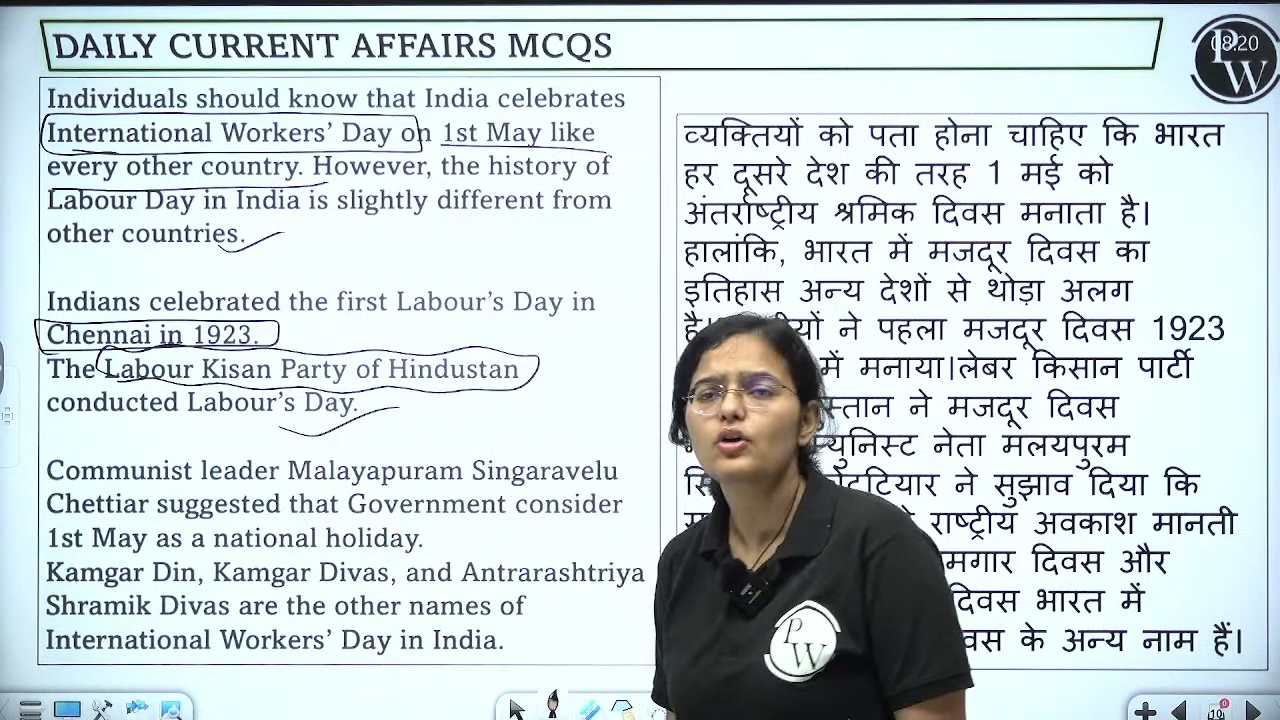 DAILY CURRENT AFFAIRS MCQS
08:20
PW
Individuals should know that India celebrates
International Workers’ Day on 1st May like
every other country. However, the history of
Labour Day in India is slightly different from
other countries.
Indians celebrated the first Labour’s Day in
Chennai in 1923.
The Labour Kisan Party of Hindustan
conducted Labour’s Day.
Communist leader Malayapuram Singaravelu
Chettiar suggested that Government consider
1st May as a national holiday.
Kamgar Din, Kamgar Divas, and Antrarashtriya
Shramik Divas are the other names of
International Workers’ Day in India.
व्यक्तियों को पता होना चाहिए कि भारत
हर दूसरे देश की तरह 1 मई को
अंतर्राष्ट्रीय श्रमिक दिवस मनाता है।
हालांकि, भारत में मजदूर दिवस का
इतिहास अन्य देशों से थोड़ा अलग
ने पहला मजदूर दिवस 1923
में मनाया।लेबर किसान पार्टी
ने मजदूर दिवस
नेता मलयपुरम
ने सुझाव दिया कि
राष्ट्रीय अवकाश मानती
दिवस और
दिवस भारत में
के अन्य नाम हैं।
PW
10